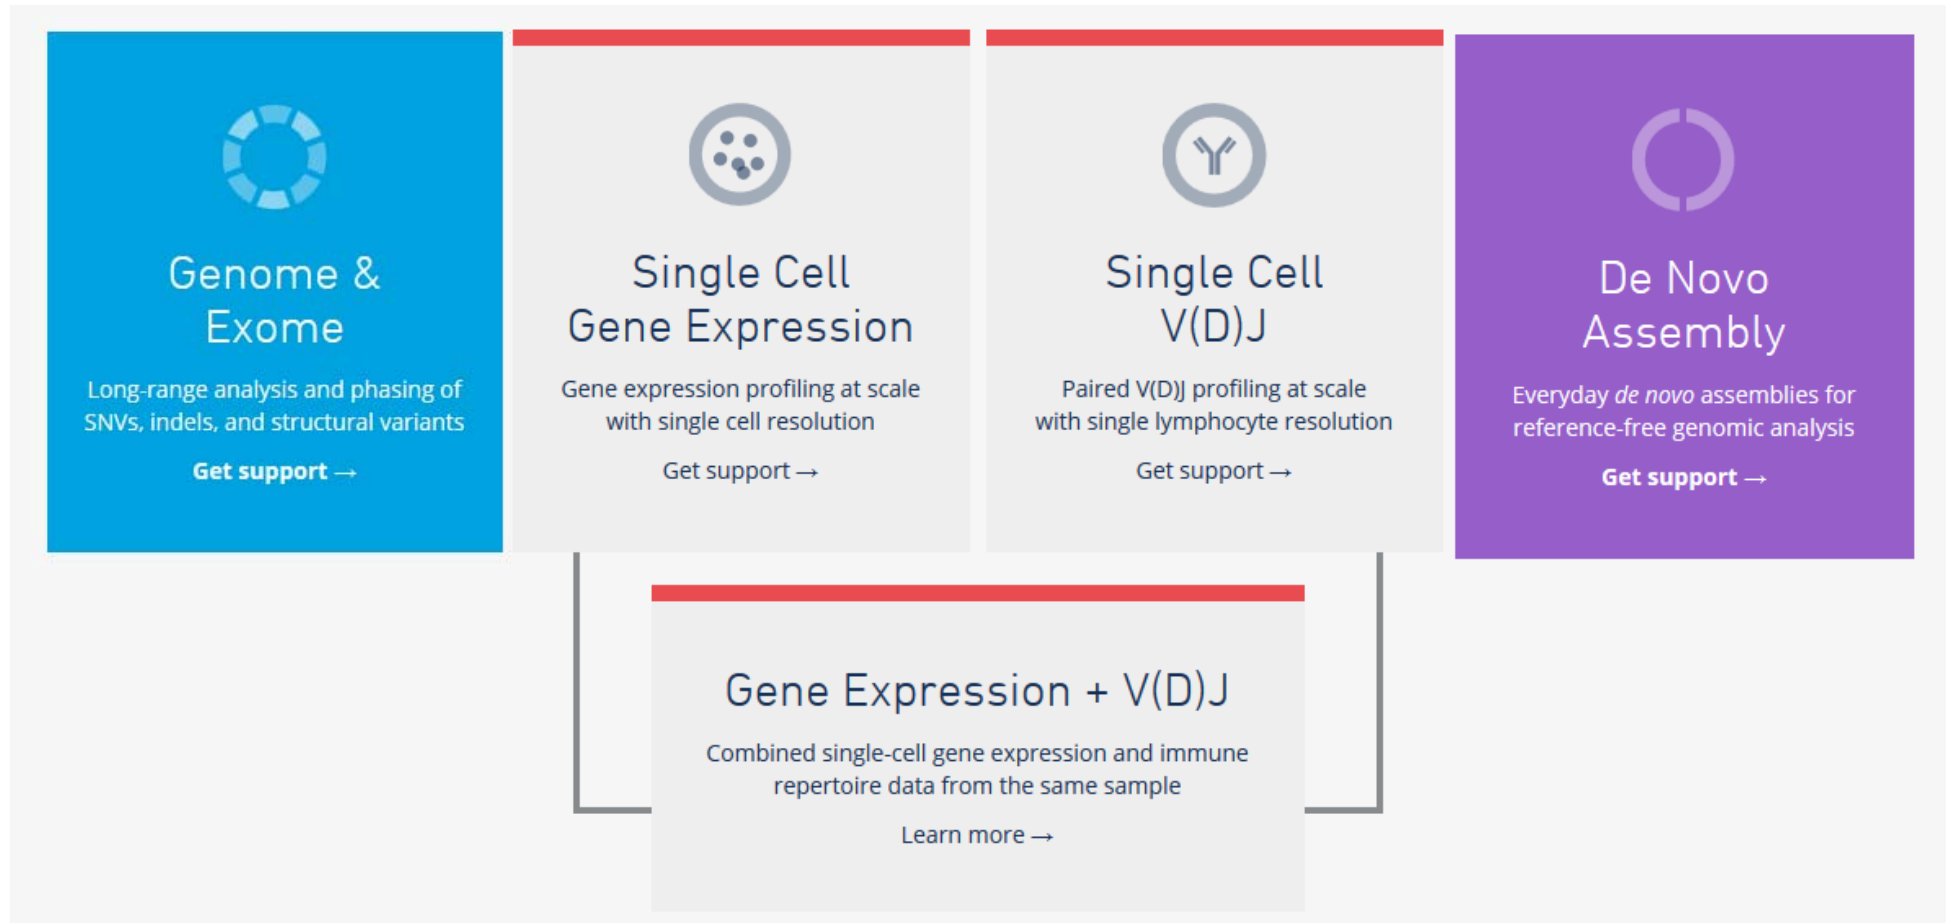 Genome &
Exome
Long-range analysis and phasing of
SNVs, indels, and structural variants
Get support →
Single Cell
Gene Expression
Gene expression profiling at scale
with single cell resolution
Get support →
Single Cell
V(D)J
Paired V(D)J profiling at scale
with single lymphocyte resolution
Get support →
De Novo
Assembly
Everyday de novo assemblies for
reference-free genomic analysis
Get support →
Gene Expression + V(D)J
Combined single-cell gene expression and immune
repertoire data from the same sample
Learn more →